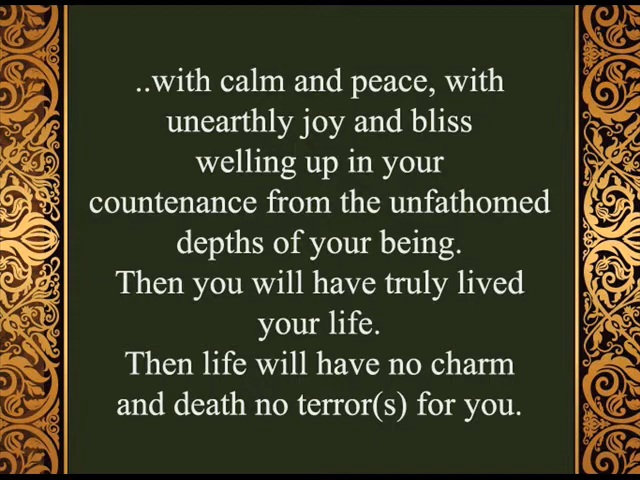 ..with calm and peace, with
unearthly joy and bliss
welling up in your
countenance from the unfathomed
depths of your being.
Then you will have truly lived
your life.
Then life will have no charm
and death no terror(s) for you.